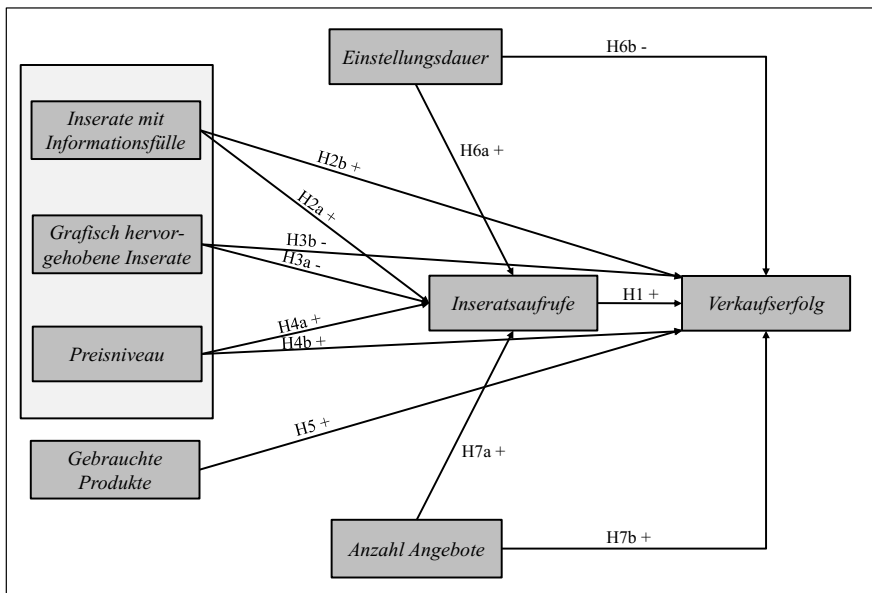 Einstellungsdauer
H6b -
Inserate mit
Informationsfülle
H6a +
H2b +
H2a +
Grafisch hervor-
gehobene Inserate
H3b -
H3a -
Inseratsaufrufe
H1 +
Verkaufserfolg
H4a +
H4b +
Preisniveau
H5 +
Gebrauchte
Produkte
H7a +
Anzahl Angebote
H7b +